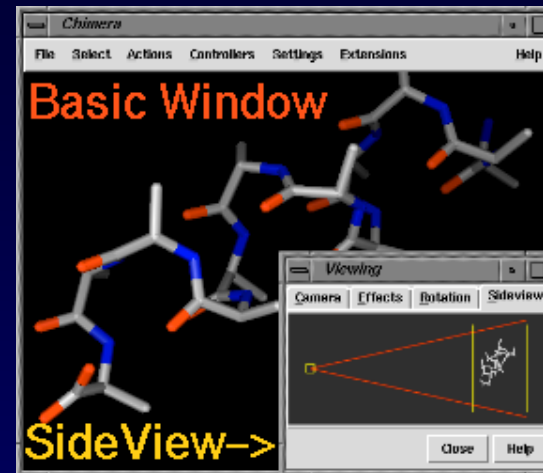 Chimera
File Select Actions Controllers Settings Extensions Help
Basic Window
Viewing
Camera Effects Rotation Sideview
SideView->
Close Help